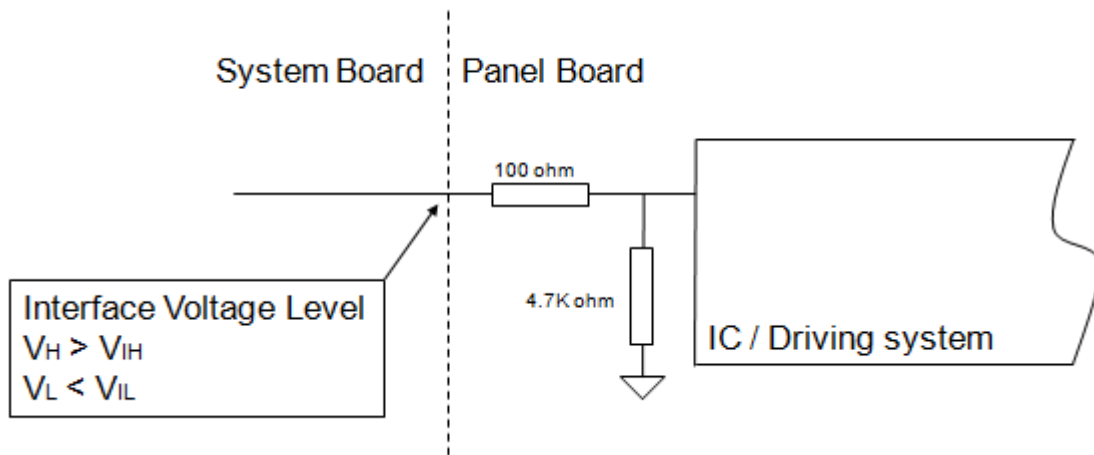 System Board
Panel Board
100 ohm
4.7K ohm
IC / Driving system
Interface Voltage Level
VH > VIH
VL < VIL